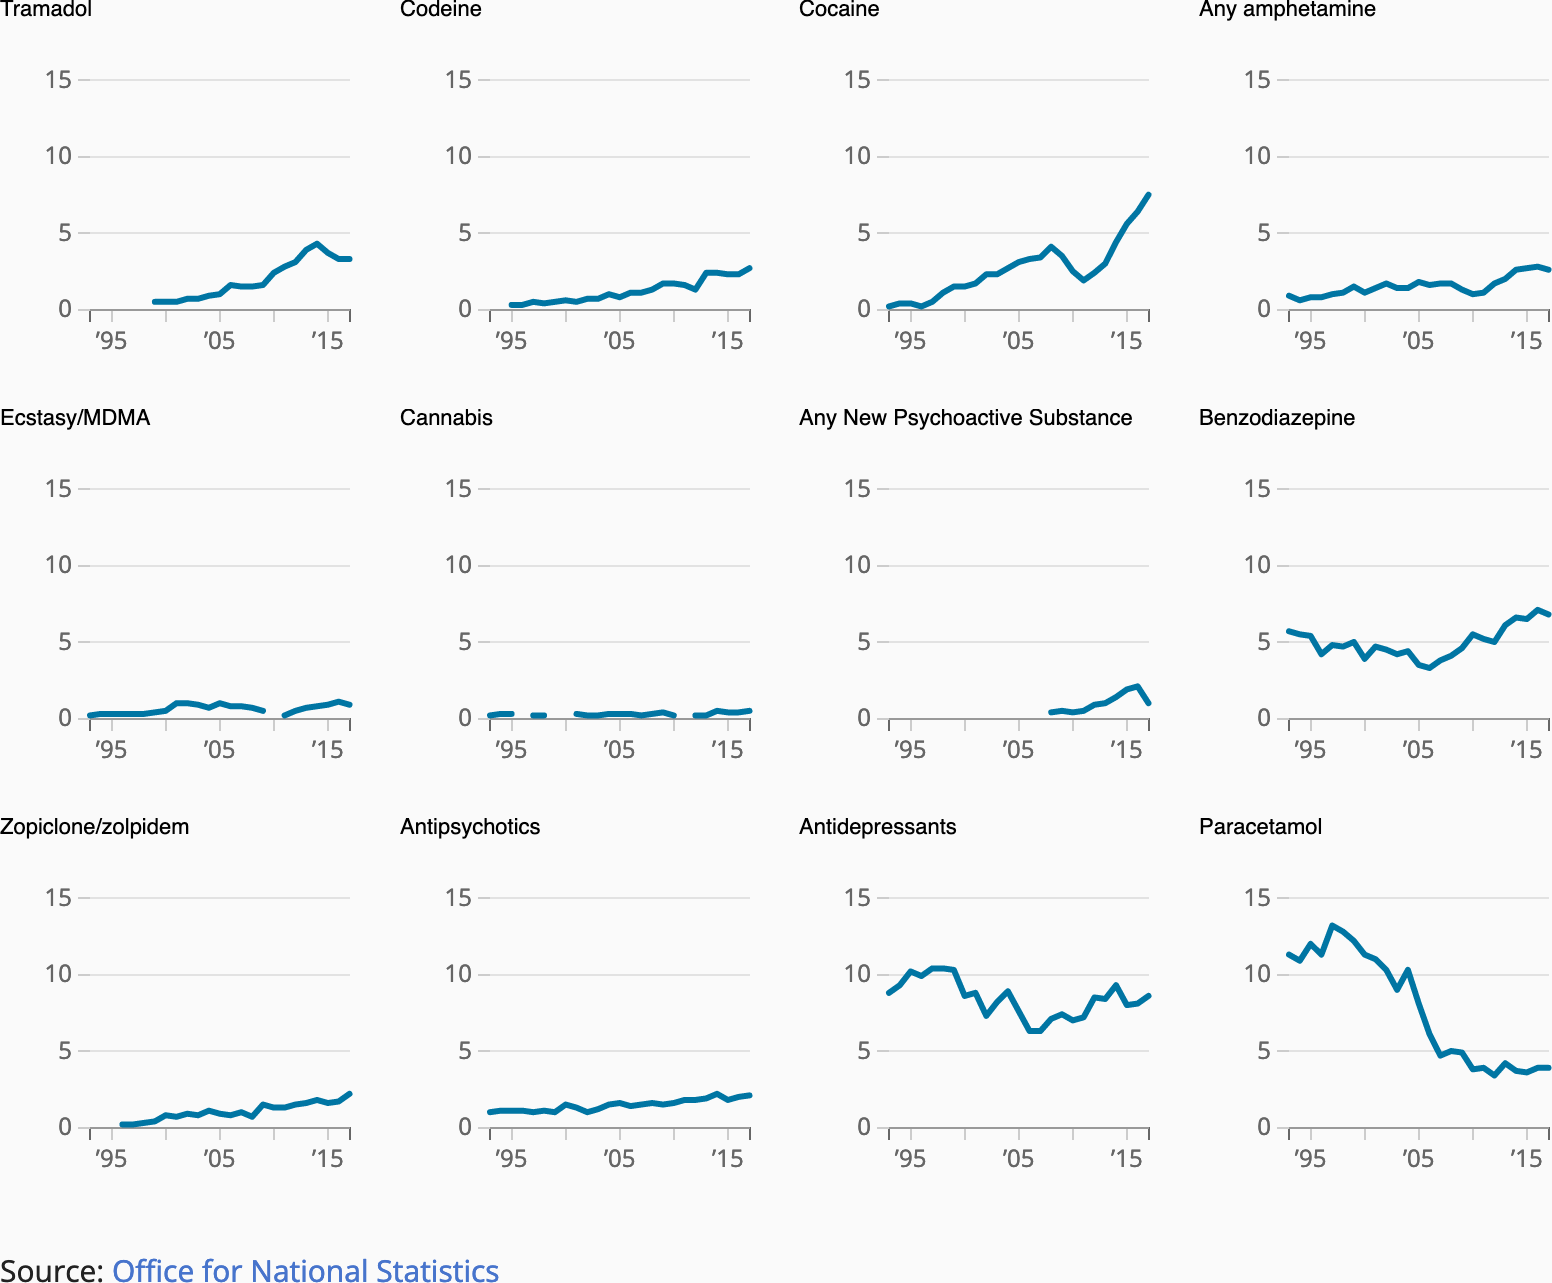 Tramadol
15
10
5
0
’95 ’05 ’15
Codeine
15
10
5
0
’95 ’05 ’15
Cocaine
15
10
5
0
’95 ’05 ’15
Any amphetamine
15
10
5
0
’95 ’05 ’15
Ecstasy/MDMA
15
10
5
0
’95 ’05 ’15
Cannabis
15
10
5
0
’95 ’05 ’15
Any New Psychoactive Substance
15
10
5
0
’95 ’05 ’15
Benzodiazepine
15
10
5
0
’95 ’05 ’15
Zopiclone/zolpidem
15
10
5
0
’95 ’05 ’15
Antipsychotics
15
10
5
0
’95 ’05 ’15
Antidepressants
15
10
5
0
’95 ’05 ’15
Paracetamol
15
10
5
0
’95 ’05 ’15
Source: Office for National Statistics